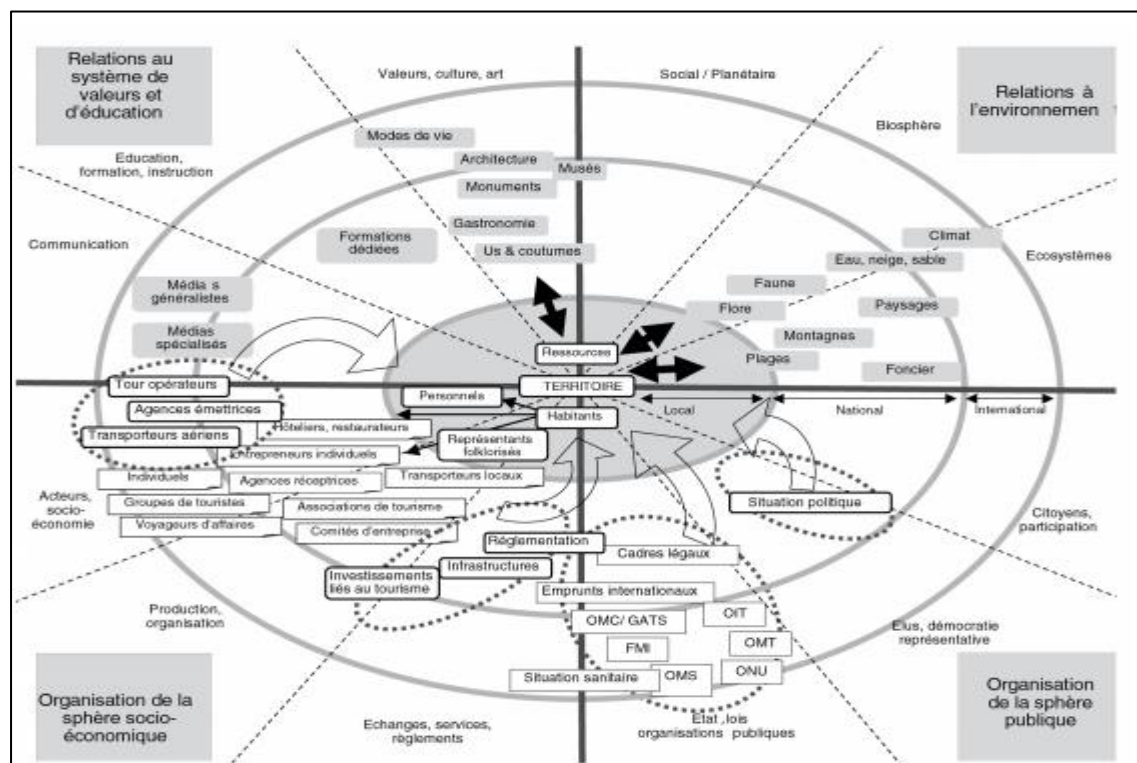 Relations au
système de
valeurs et
d'éducation
Valeurs, culture, art
Social / Planétaire
Relations à
l'environnemen
Biosphère
Modes de vie
Education,
formation, instruction
Architecture
Musés
Monuments
Gastronomie
Formations
dédiées
Us & coutumes
Communication
Climat
Ecosystèmes
Eau, neige, sable
Faune
Média s
généralistes
Flore
Paysages
Médias
spécialisés
Montagnes
Ressources
Plages
Foncier
Tour opérateurs
TERRITOIRE
Personnels
Agences émettrices
Habitants
Local
National
International
Hôteliers, restaurateurs
Transporteurs aériens
Représentants
folklorisés
Entrepreneurs individuels
Individuels
Agences réceptrices
Transporteurs locaux
Acteurs,
socio-
économie
Groupes de touristes
Associations de tourisme
Situation politique
Voyageurs d'affaires
Comités d'entreprise
Citoyens,
participation
Réglementation
Cadres légaux
Infrastructures
Investissements
liés au tourisme
Emprunts internationaux
Production,
organisation
OMC/ GATS
OIT
Elus, démocratie
représentative
FMI
OMT
Situation sanitaire
OMS
ONU
Organisation de la
sphère socio-
économique
Echanges, services,
règlements
Etat ,lois
organisations publiques
Organisation
de la sphère
publique